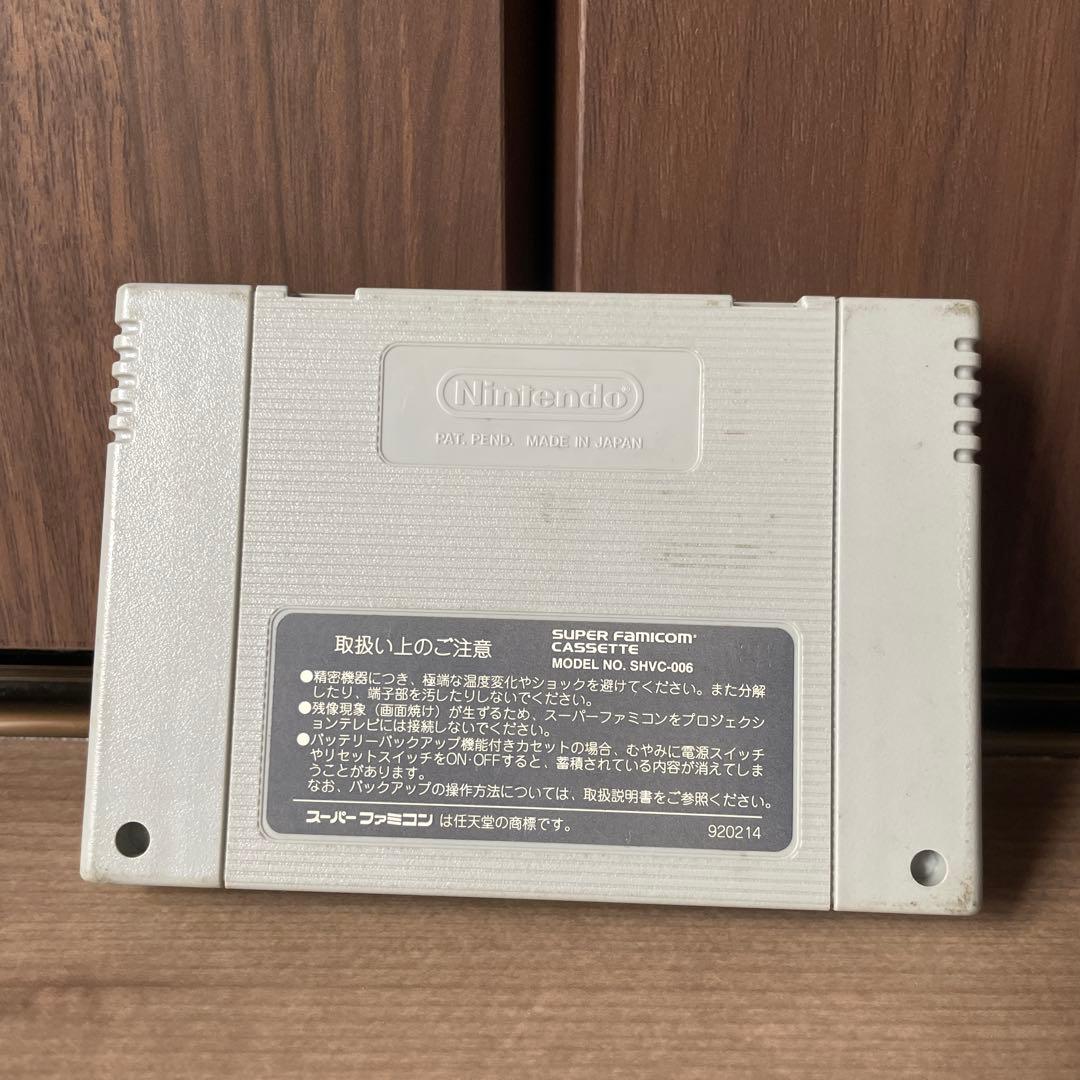 Nintendo®
PAT. PEND. MADE IN JAPAN
取扱い上のご注意
SUPER FAMICOM®
CASSETTE
MODEL NO. SHVC-006
●精密機器につき、極端な温度変化やショックを避けてください。また分解
したり、端子部を汚したりしないでください。
●残像現象（画面焼け）が生ずるため、スーパーファミコンをプロジェクシ
ョンテレビには接続しないでください。
●バッテリーバックアップ機能付きカセットの場合、むやみに電源スイッチ
やリセットスイッチをON·OFFすると、蓄積されている内容が消えてしま
うことがあります。
なお、バックアップの操作方法については、取扱説明書をご参照ください。
スーパーファミコン は任天堂の商標です。
920214